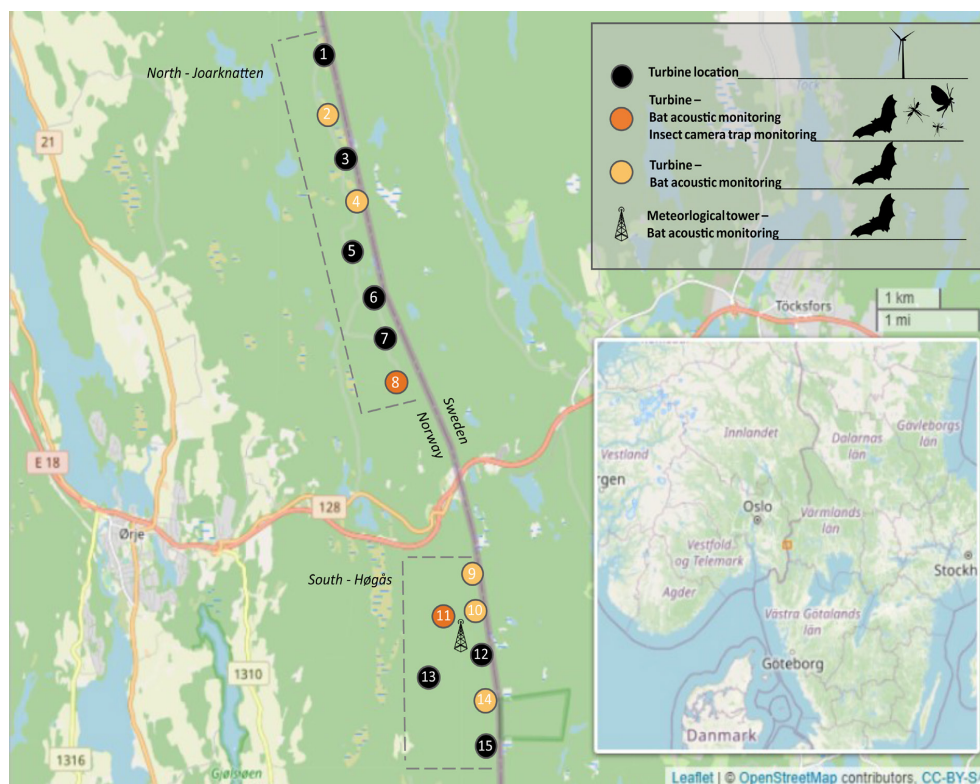 North - Joarknatten
1
2
3
4
5
6
7
8
21
Sweden
Norway
E 18
128
Ørje
South - Høgås
9
10
11
12
13
14
15
1310
1316
Gjølsjøen
Turbine location
Turbine –
Bat acoustic monitoring
Insect camera trap monitoring
Turbine –
Bat acoustic monitoring
Meteorlogical tower –
Bat acoustic monitoring
Töck
Töcksfors
1 km
1 mi
Innlandet
Dalarnas
län
Gävleborgs
län
Vestland
rgen
Oslo
Värmlands
län
Vestfold
og Telemark
Stockh
Agder
Västra Götalands
län
Göteborg
Danmark
Leaflet | © OpenStreetMap contributors, CC-BY-S